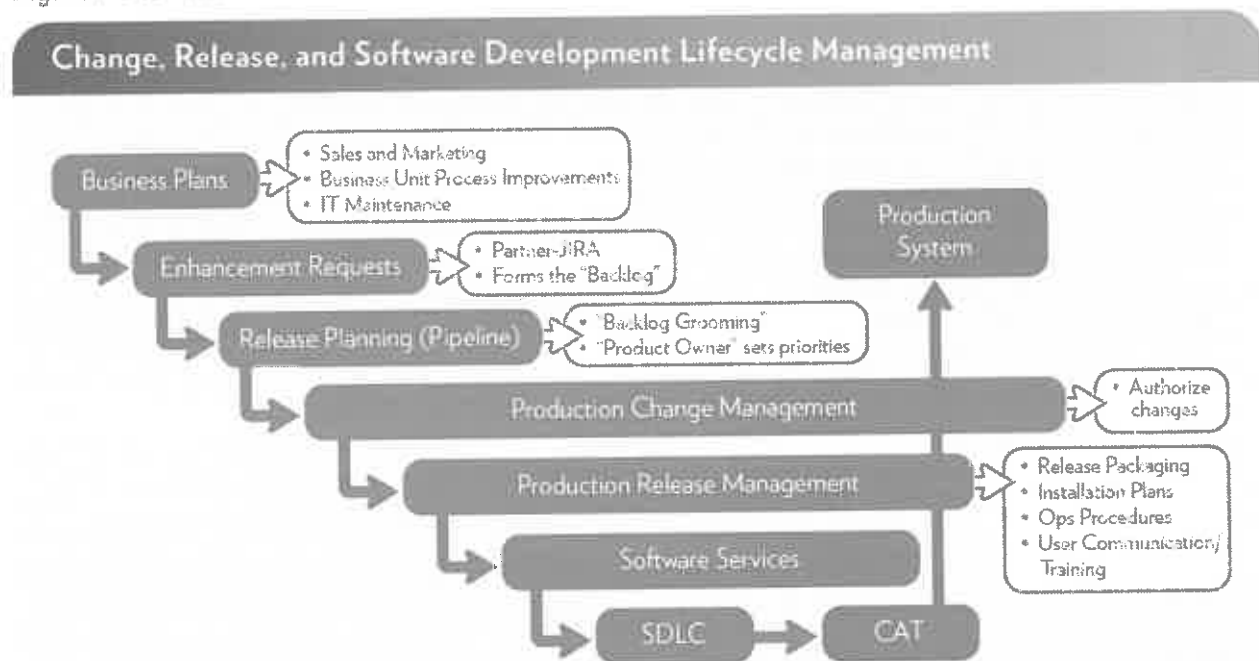 Change, Release, and Software Development Lifecycle Management
Business Plans
• Sales and Marketing
• Business Unit Process Improvements
• IT Maintenance
Production
System
Enhancement Requests
• Partner-JIRA
• Forms the "Backlog"
Release Planning (Pipeline)
• "Backlog Grooming"
• "Product Owner" sets priorities
Production Change Management
• Authorize
changes
Production Release Management
• Release Packaging
• Installation Plans
• Ops Procedures
• User Communication/
Training
Software Services
SDLC
CAT